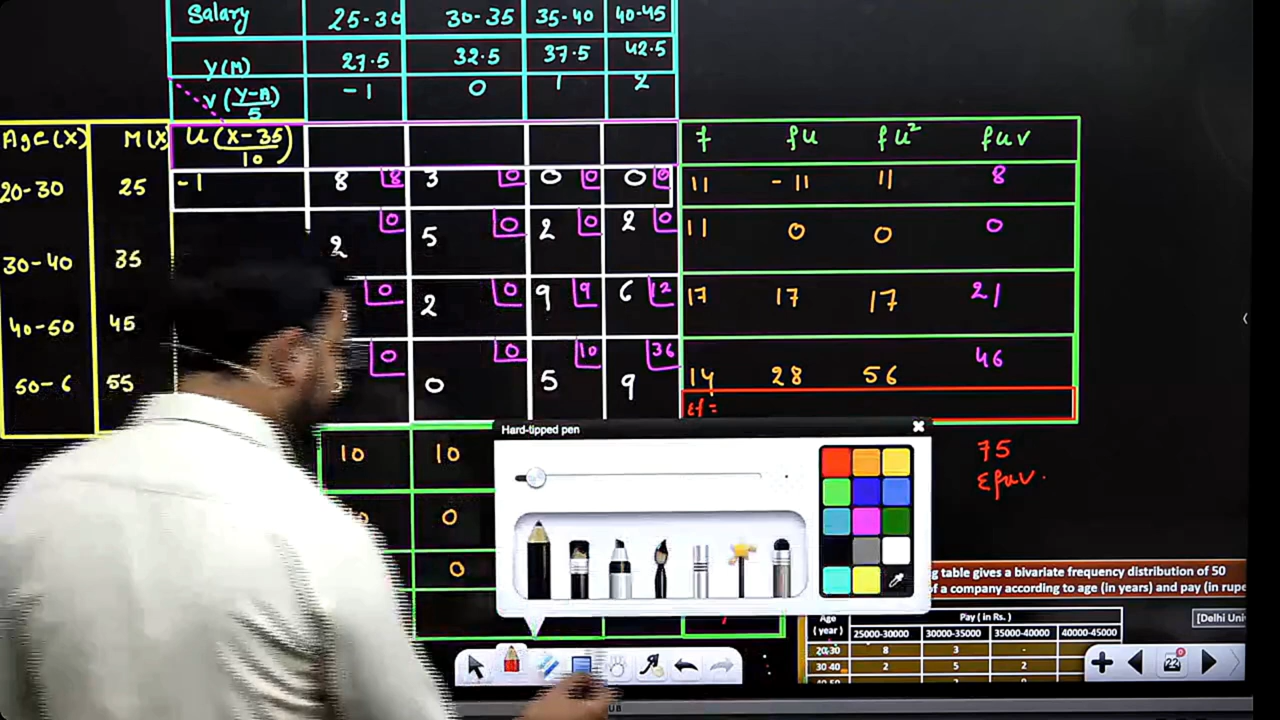 Salary 25-30 30-35 35-40 40-45
Y(M) 27.5 32.5 37.5 42.5
v (Y-A)/5 -1 0 1 2
Age(X) M(X) U (X-35)/10 f fu fu² fuv
20-30 25 -1 8 8 3 0 0 0 0 0 11 -11 11 8
30-40 35 2 0 5 0 2 0 2 0 11 0 0 0
40-50 45 0 2 0 9 9 6 12 17 17 17 21
50-6 55 0 0 0 5 10 9 36 14 28 56 46
Σf =
10 10 75
Σfuv.
0
0
Hard-tipped pen
g table gives a bivariate frequency distribution of 50
of a company according to age (in years) and pay (in rupe
[Delhi Uni
Age (year) Pay ( in Rs. )
25000-30000 30000-35000 35000-40000 40000-45000
20-30 8 3 -
30 40 2 5 2
22